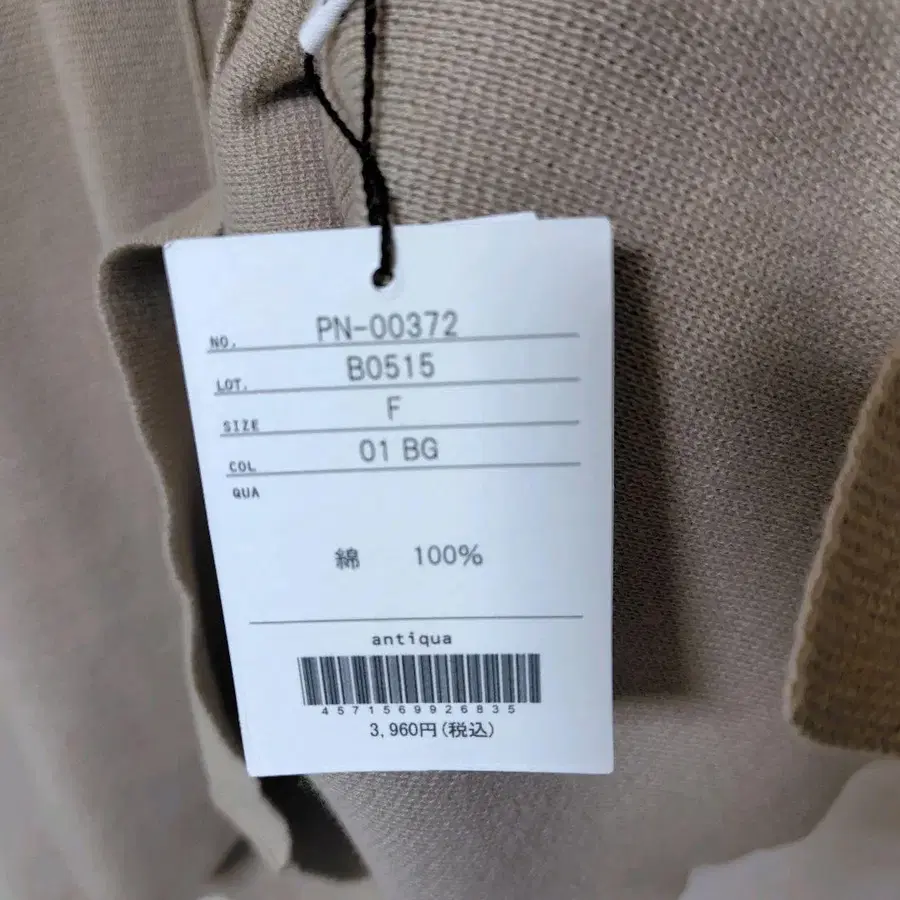 NO. PN-00372
LOT. B0515
SIZE F
COL 01 BG
QUA
綿 100%
antiqua
4571569926835
3,960円(税込)